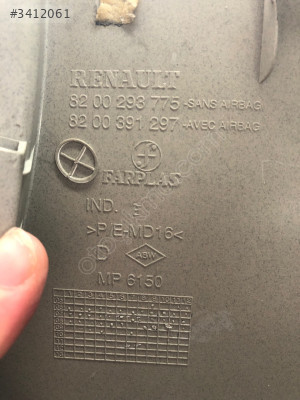 #3412061
RENAULT
82 00 293 775 -SANS AIRBAG
82 00 391 297 -AVEC AIRBAG
FARPLAS
IND.
>P/E-MD16<
D
MP 6150